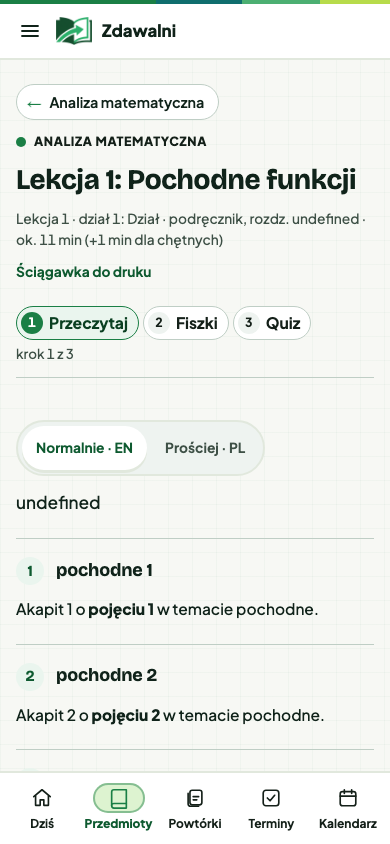 Zdawalni
← Analiza matematyczna
ANALIZA MATEMATYCZNA
Lekcja 1: Pochodne funkcji
Lekcja 1 · dział 1: Dział · podręcznik, rozdz. undefined ·
ok. 11 min (+1 min dla chętnych)
Ściągawka do druku
1 Przeczytaj 2 Fiszki 3 Quiz
krok 1 z 3
Normalnie · EN Prościej · PL
undefined
1 pochodne 1
Akapit 1 o pojęciu 1 w temacie pochodne.
2 pochodne 2
Akapit 2 o pojęciu 2 w temacie pochodne.
Dziś Przedmioty Powtórki Terminy Kalendarz